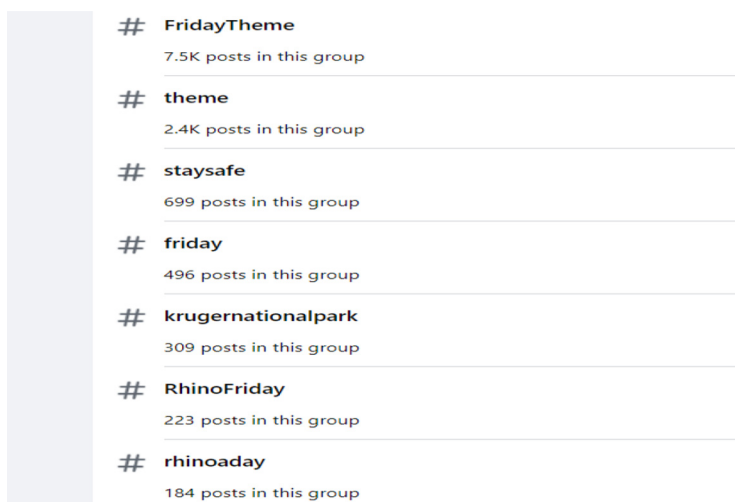 # FridayTheme
7.5K posts in this group
# theme
2.4K posts in this group
# staysafe
699 posts in this group
# friday
496 posts in this group
# krugernationalpark
309 posts in this group
# RhinoFriday
223 posts in this group
# rhinoaday
184 posts in this group